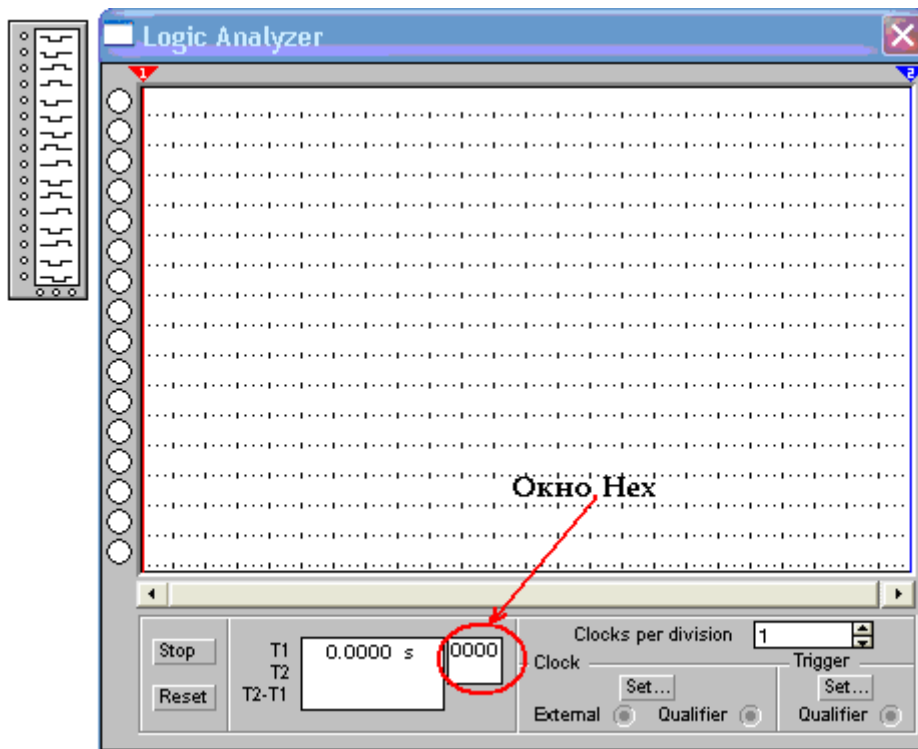 Logic Analyzer
1
2
Окно Hex
Stop
Reset
T1
T2
T2-T1
0.0000 s
0000
Clocks per division
1
Clock
Set...
External
Qualifier
Trigger
Set...
Qualifier